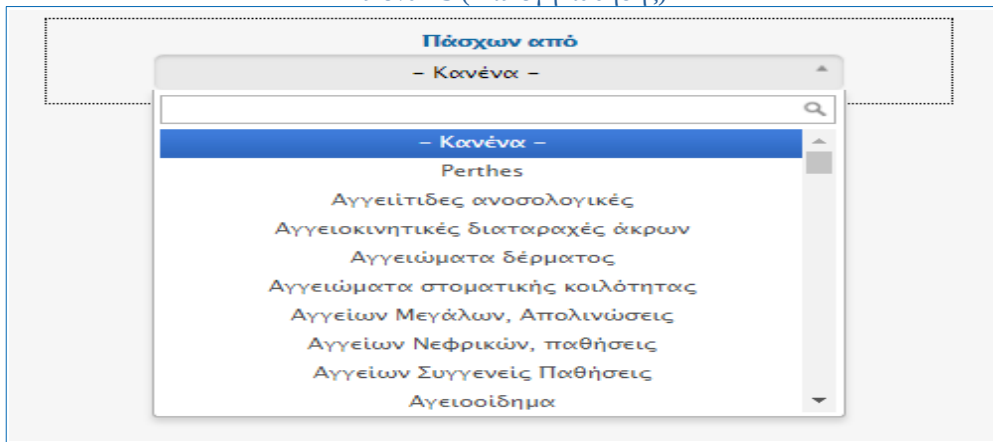 Πάσχων από
– Κανένα –
– Κανένα –
Perthes
Αγγειίτιδες ανοσολογικές
Αγγειοκινητικές διαταραχές άκρων
Αγγειώματα δέρματος
Αγγειώματα στοματικής κοιλότητας
Αγγείων Μεγάλων, Απολινώσεις
Αγγείων Νεφρικών, παθήσεις
Αγγείων Συγγενείς Παθήσεις
Αγειοοίδημα